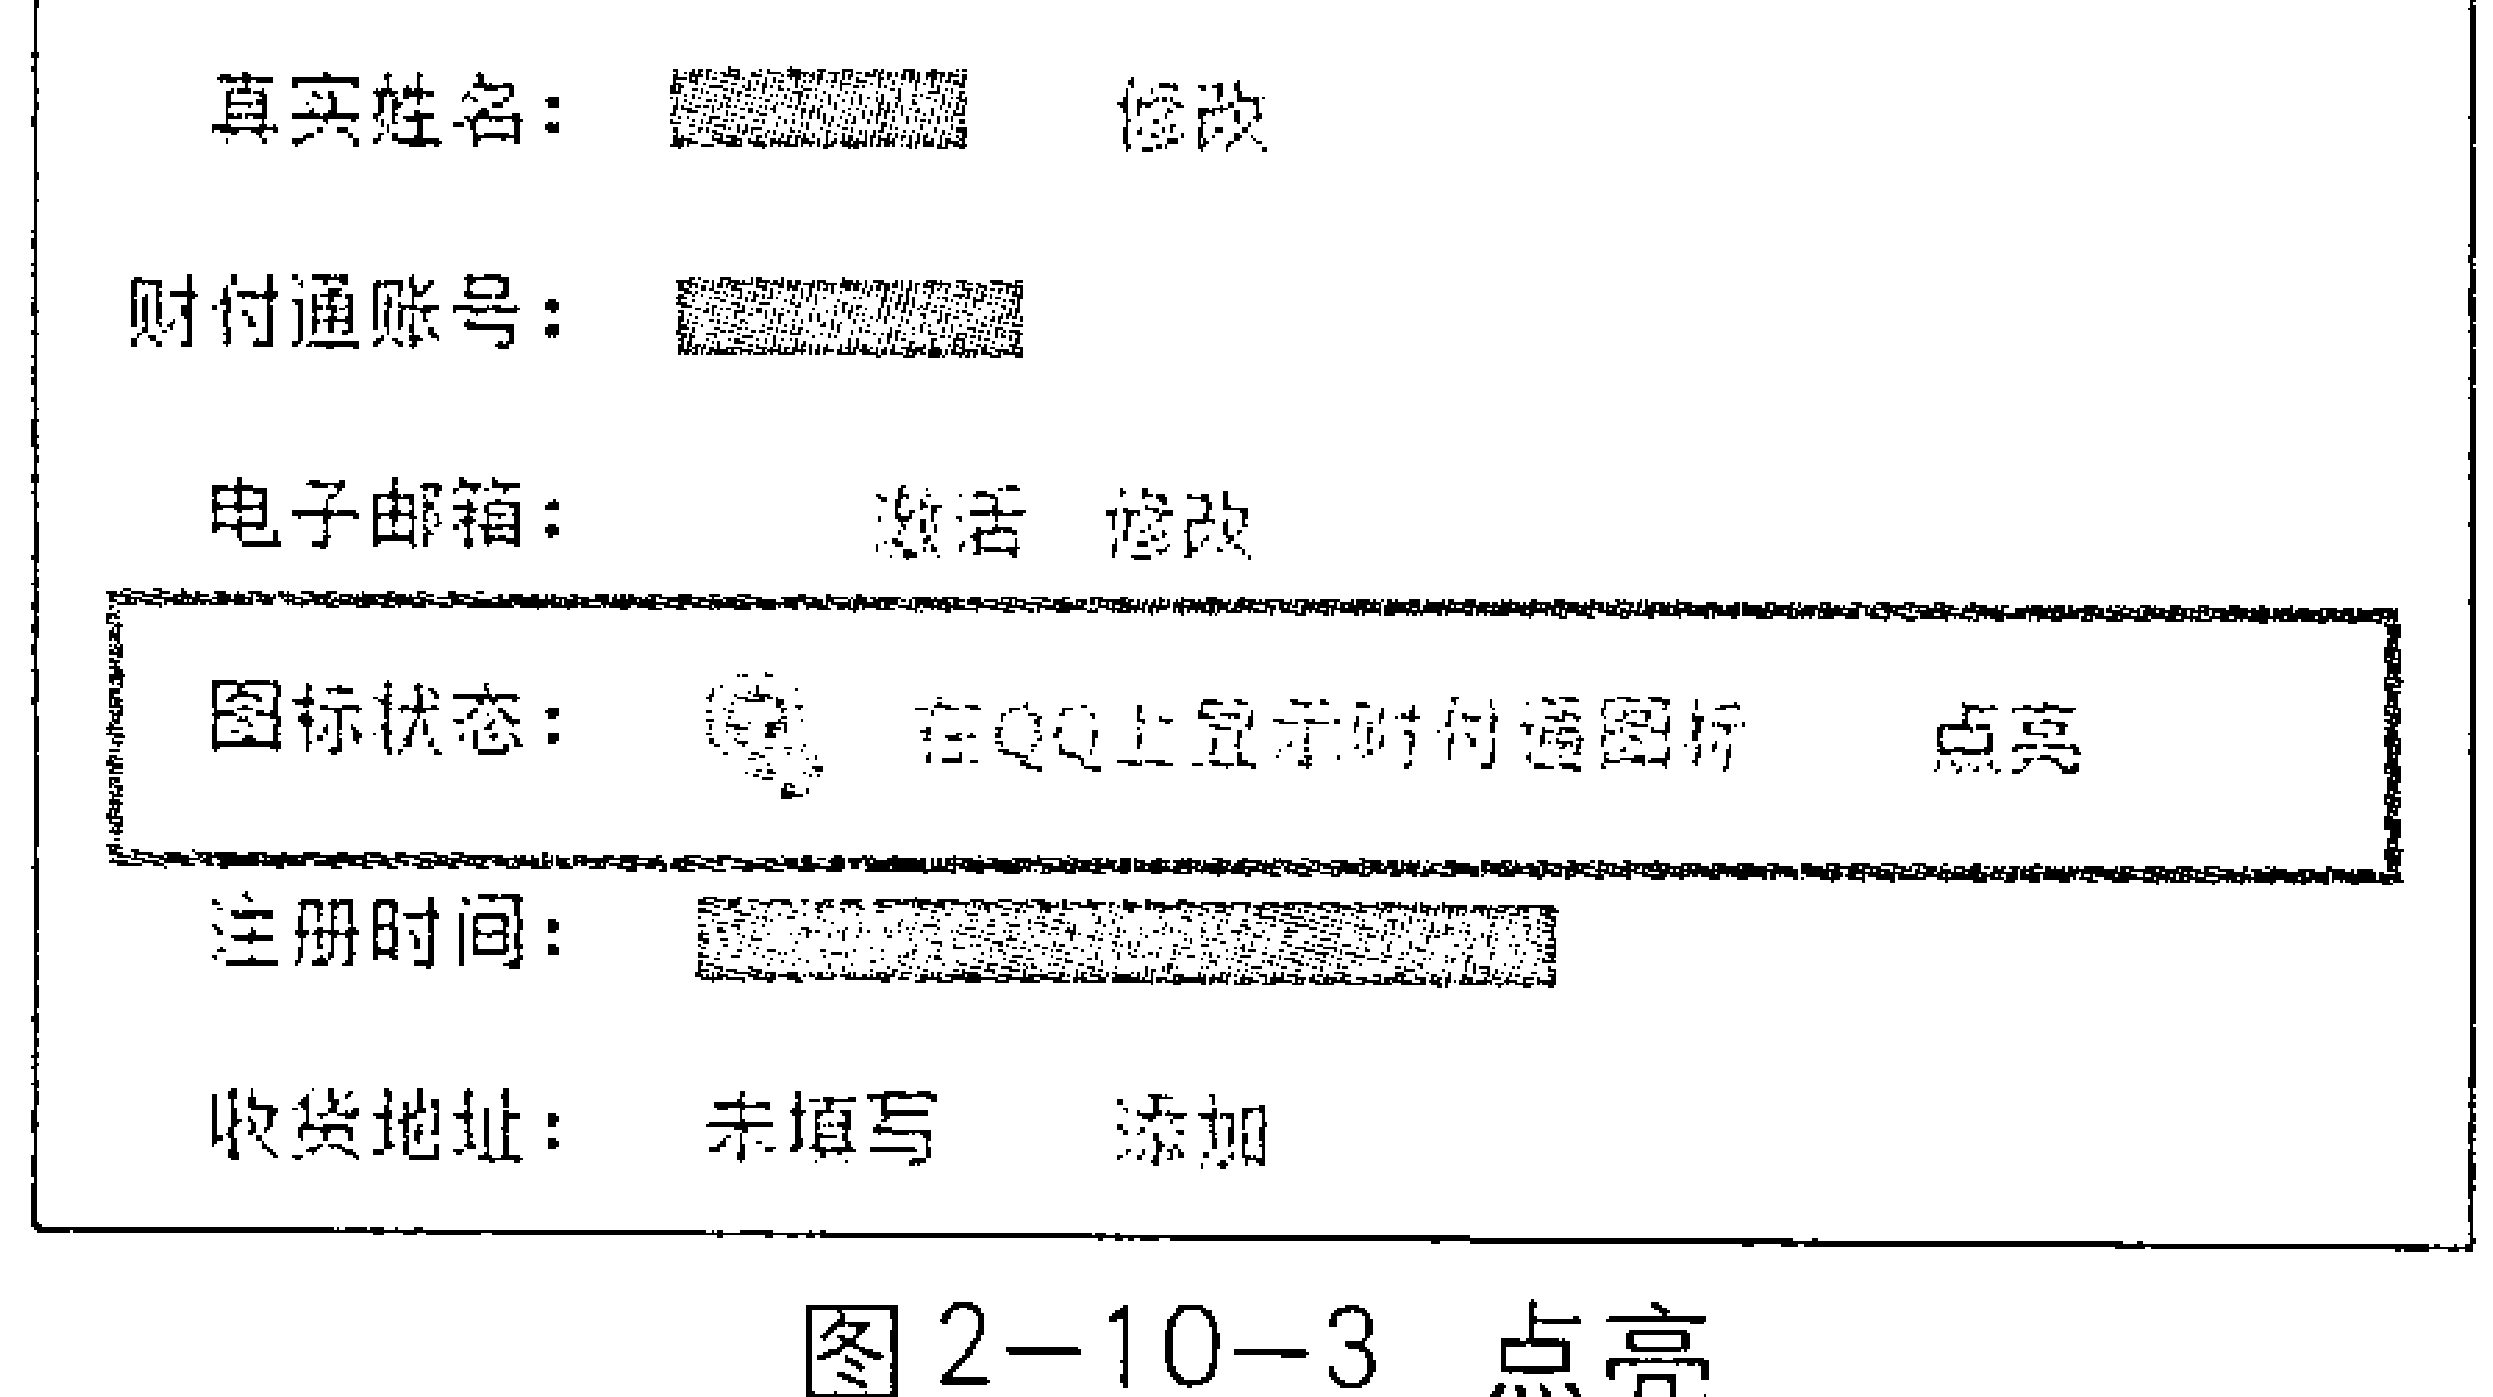 真实姓名： 修改
财付通账号：
电子邮箱： 激活 修改
图标状态： 在QQ上显示财付通图标 点亮
注册时间：
收货地址： 未填写 添加
图2-10-3 点亮